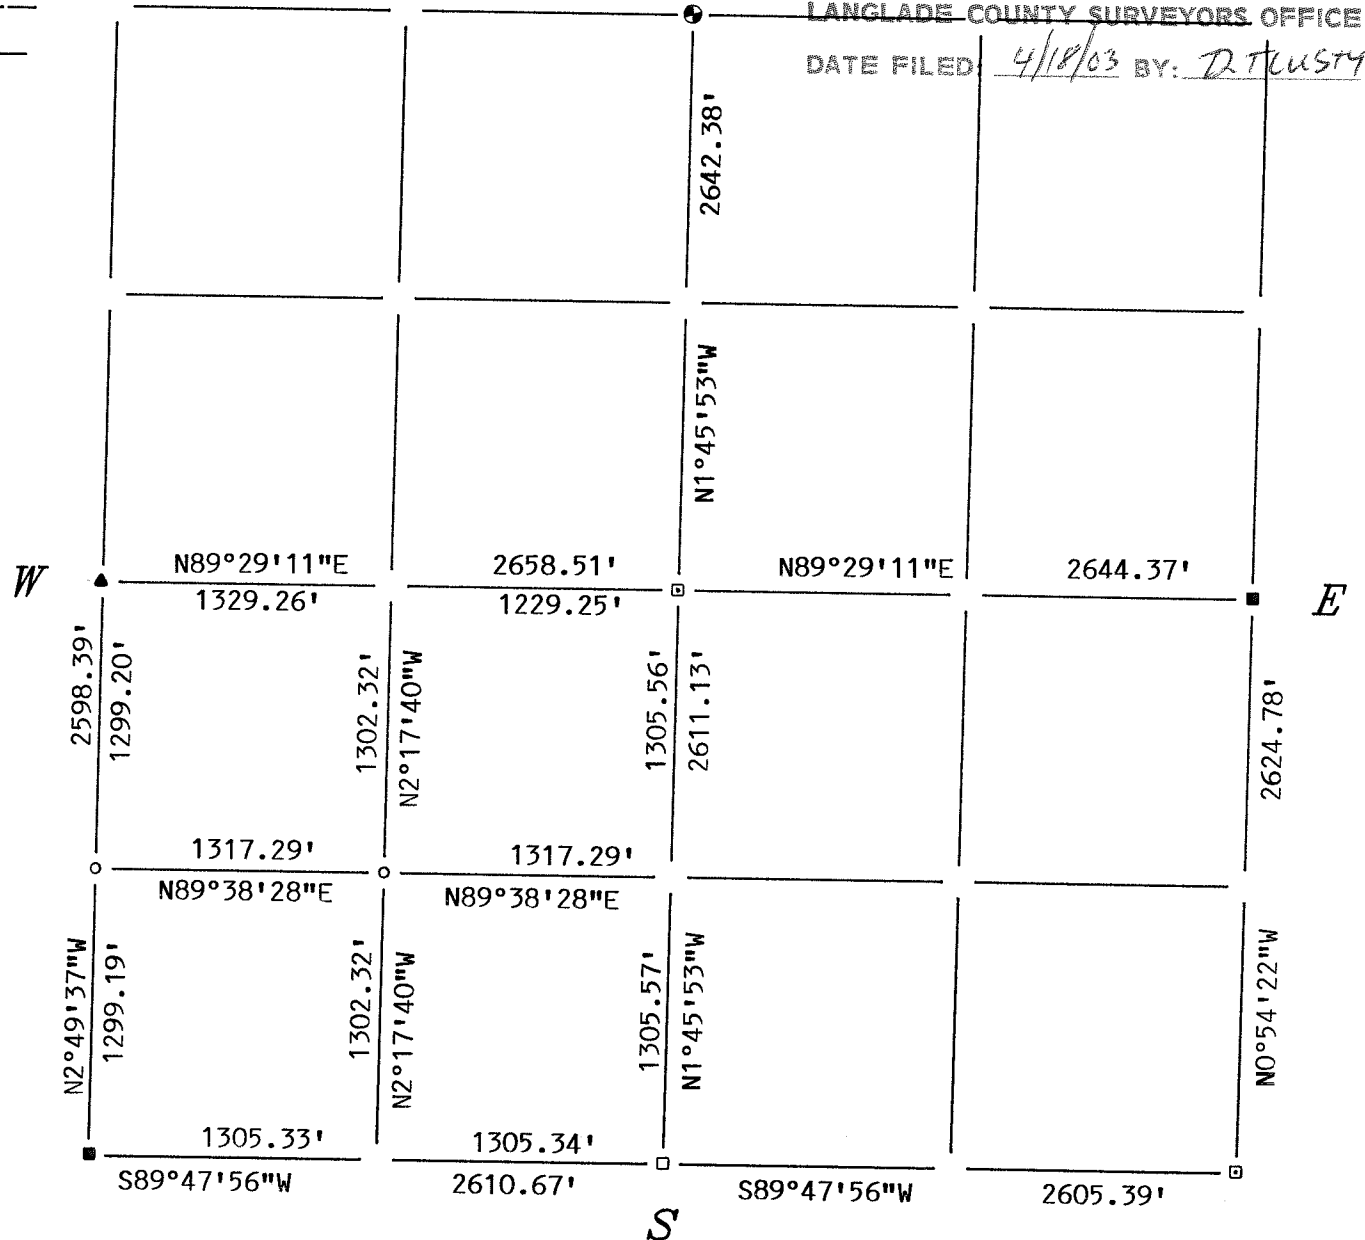 LANGLADE COUNTY SURVEYORS OFFICE
DATE FILED 4/18/03 BY: D. TLUSTY
2642.38'
N1°45'53"W
W
N89°29'11"E
2658.51'
N89°29'11"E
2644.37'
E
1329.26'
1229.25'
2598.39'
1299.20'
1302.32'
N2°17'40"W
1305.56'
2611.13'
2624.78'
1317.29'
1317.29'
N89°38'28"E
N89°38'28"E
N2°49'37"W
1299.19'
1302.32'
N2°17'40"W
1305.57'
N1°45'53"W
N0°54'22"W
1305.33'
1305.34'
S89°47'56"W
2610.67'
S89°47'56"W
2605.39'
S